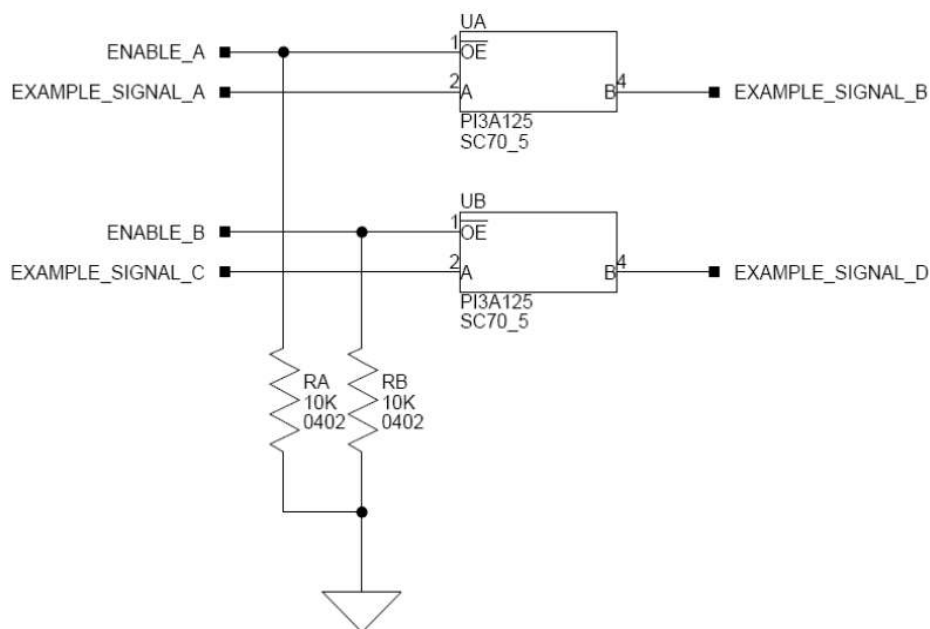 UA
ENABLE_A
1
OE
EXAMPLE_SIGNAL_A
2
A
B
4
EXAMPLE_SIGNAL_B
PI3A125
SC70_5
UB
ENABLE_B
1
OE
EXAMPLE_SIGNAL_C
2
A
B
4
EXAMPLE_SIGNAL_D
PI3A125
SC70_5
RA
10K
0402
RB
10K
0402